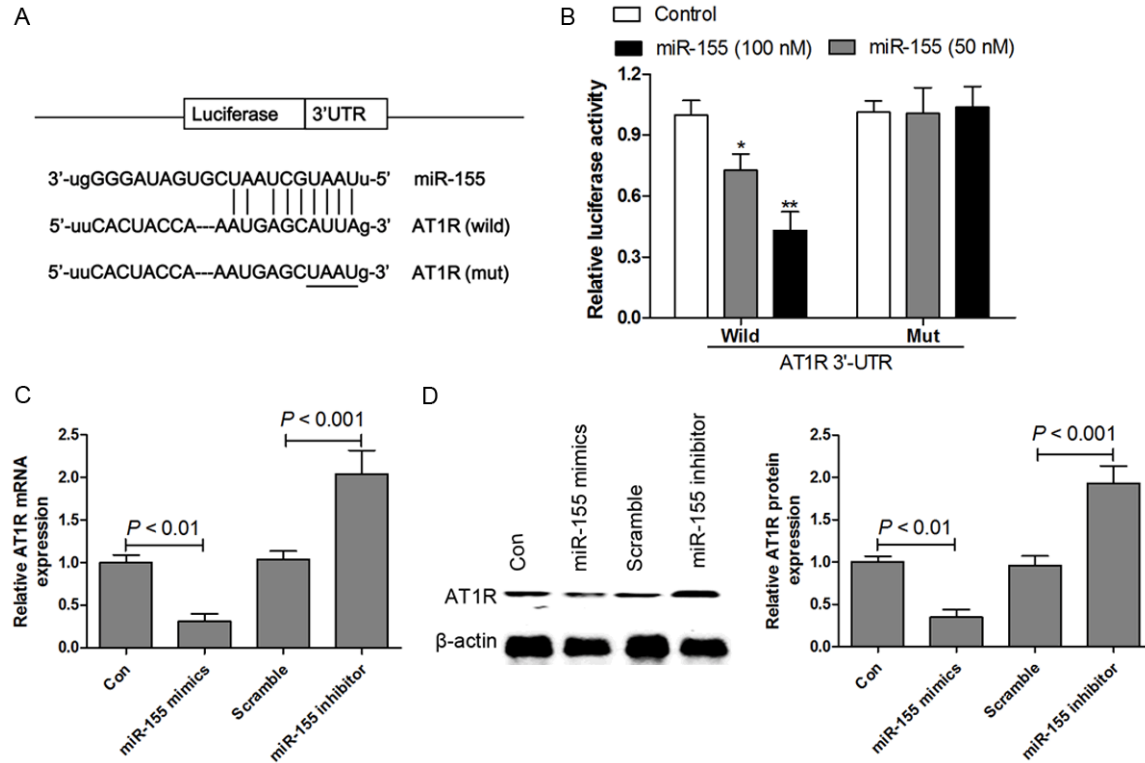 A
Luciferase 3'UTR
3'-ugGGGAUAGUGCUAAUCGUAAUu-5' miR-155
5'-uuCACUACCA---AAUGAGCAUUAg-3' AT1R (wild)
5'-uuCACUACCA---AAUGAGCUAAUg-3' AT1R (mut)
B
Control
miR-155 (100 nM) miR-155 (50 nM)
Relative luciferase activity
1.2
0.9
0.6
0.3
0.0
*
**
Wild Mut
AT1R 3'-UTR
C
Relative AT1R mRNA
expression
2.5
2.0
1.5
1.0
0.5
0.0
P < 0.01
P < 0.001
Con
miR-155 mimics
Scramble
miR-155 inhibitor
D
Con
miR-155 mimics
Scramble
miR-155 inhibitor
AT1R
β-actin
Relative AT1R protein
expression
2.5
2.0
1.5
1.0
0.5
0.0
P < 0.01
P < 0.001
Con
miR-155 mimics
Scramble
miR-155 inhibitor